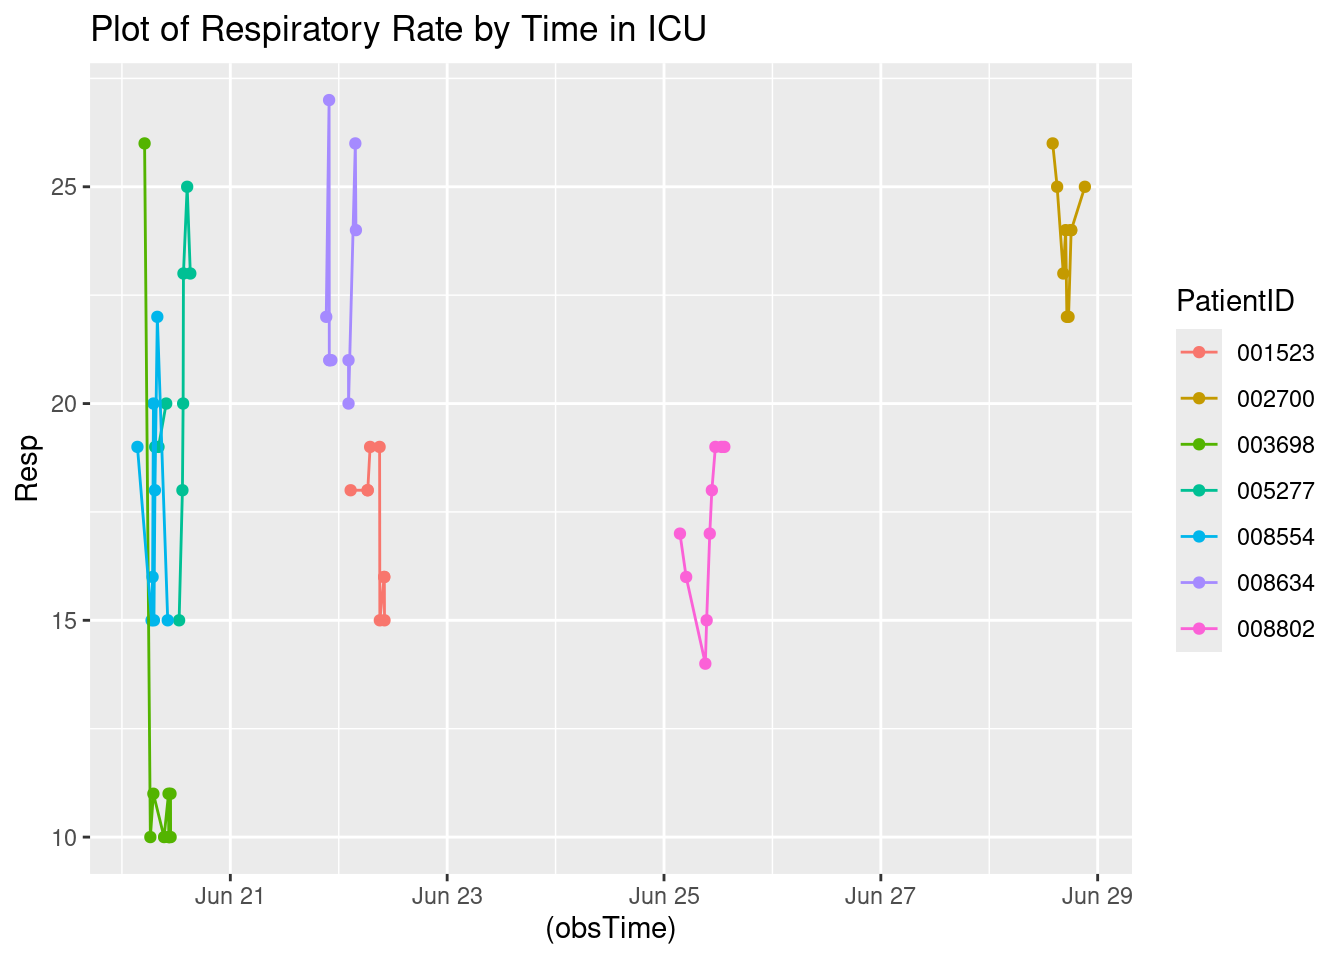 Plot of Respiratory Rate by Time in ICU
25
20
15
10
Resp
Jun 21 Jun 23 Jun 25 Jun 27 Jun 29
(obsTime)
PatientID
001523
002700
003698
005277
008554
008634
008802